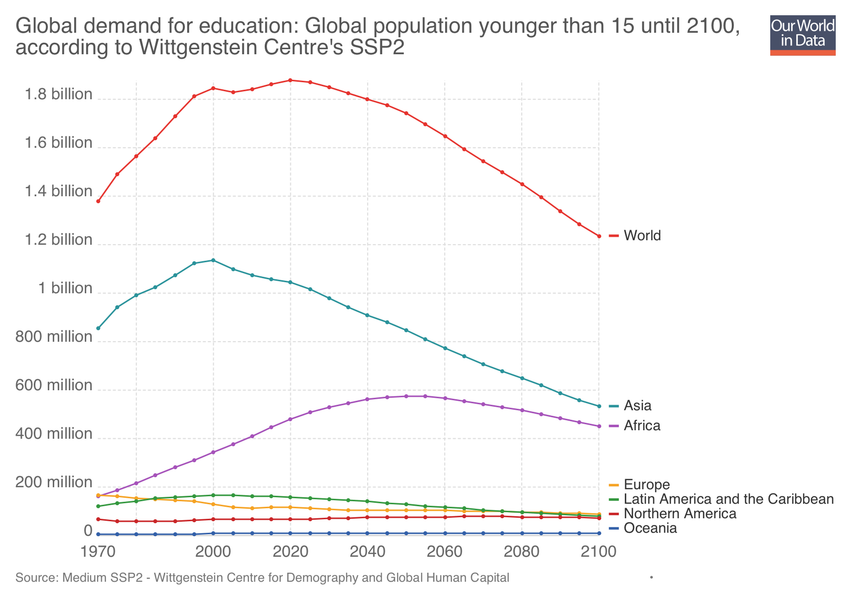 Global demand for education: Global population younger than 15 until 2100,
according to Wittgenstein Centre's SSP2
Our World
in Data
1.8 billion
1.6 billion
1.4 billion
1.2 billion
1 billion
800 million
600 million
400 million
200 million
0
1970
2000
2020
2040
2060
2080
2100
World
Asia
Africa
Europe
Latin America and the Caribbean
Northern America
Oceania
Source: Medium SSP2 - Wittgenstein Centre for Demography and Global Human Capital